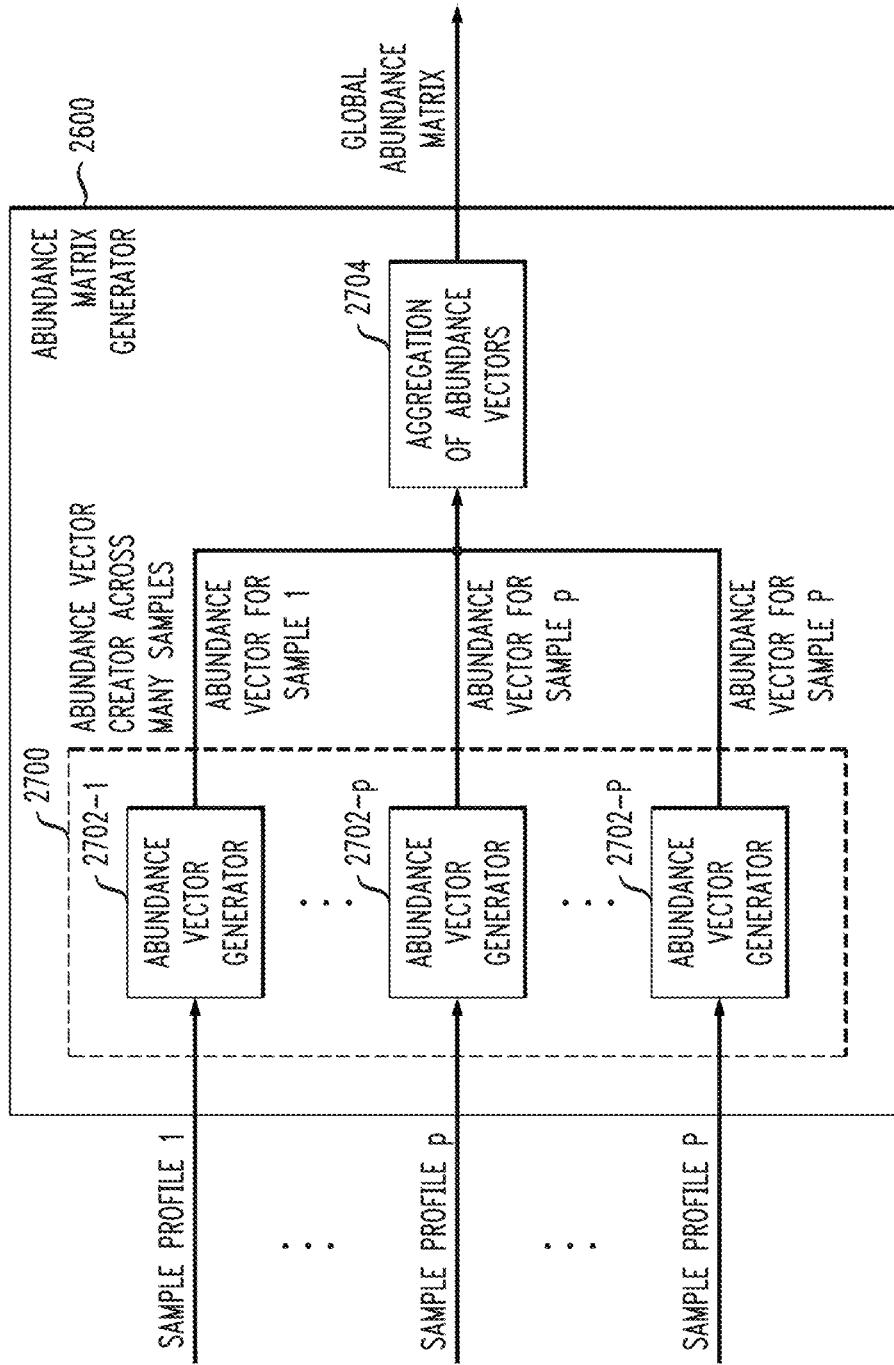 SAMPLE PROFILE 1
. . .
SAMPLE PROFILE p
. . .
SAMPLE PROFILE P
2700
ABUNDANCE VECTOR
CREATOR ACROSS
MANY SAMPLES
2702-1
ABUNDANCE
VECTOR
GENERATOR
. . .
2702-p
ABUNDANCE
VECTOR
GENERATOR
. . .
2702-P
ABUNDANCE
VECTOR
GENERATOR
ABUNDANCE
VECTOR FOR
SAMPLE 1
ABUNDANCE
VECTOR FOR
SAMPLE p
ABUNDANCE
VECTOR FOR
SAMPLE P
2704
AGGREGATION
OF ABUNDANCE
VECTORS
ABUNDANCE
MATRIX
GENERATOR
2600
GLOBAL
ABUNDANCE
MATRIX